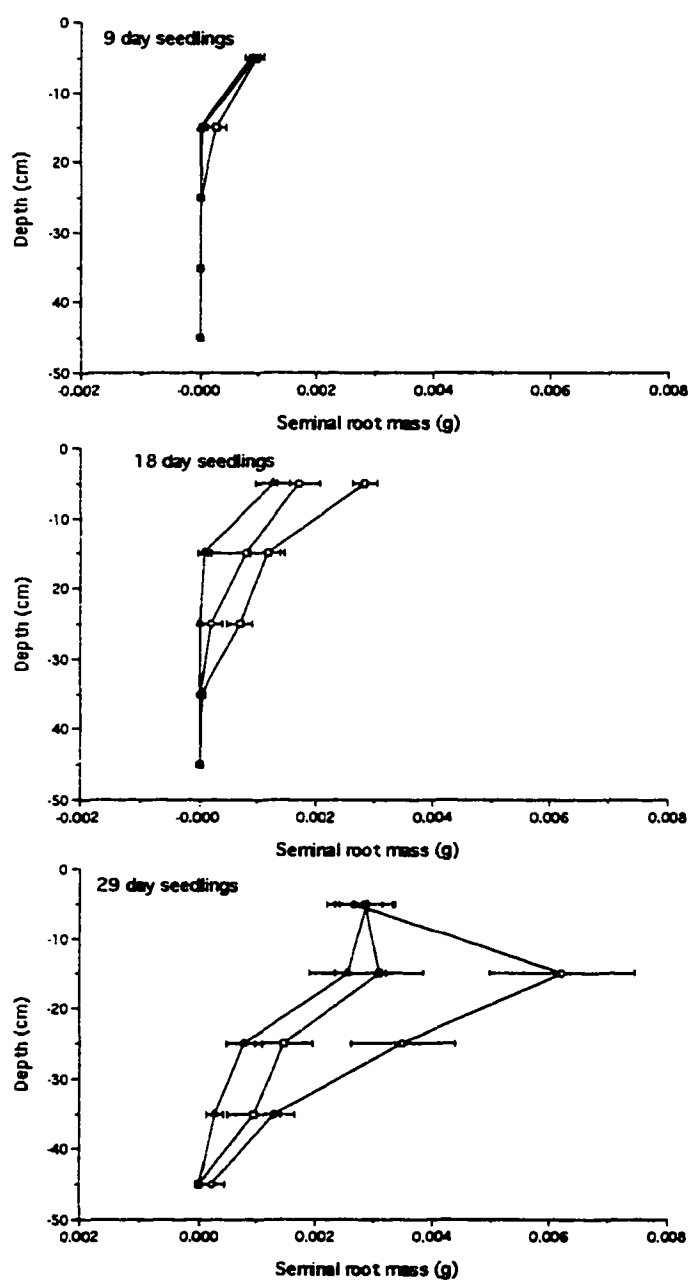 0
9 day seedlings
-10
20
-30
40
-50
Depth (cm)
-0.002 -0.000 0.002 0.004 0.006 0.008
Seminal root mass (g)
0
18 day seedlings
-10
20
-30
40
-50
Depth (cm)
-0.002 -0.000 0.002 0.004 0.006 0.008
Seminal root mass (g)
0
29 day seedlings
-10
-20
-30
-40
-50
Depth (cm)
0.002 0.000 0.002 0.004 0.006 0.008
Seminal root mass (g)